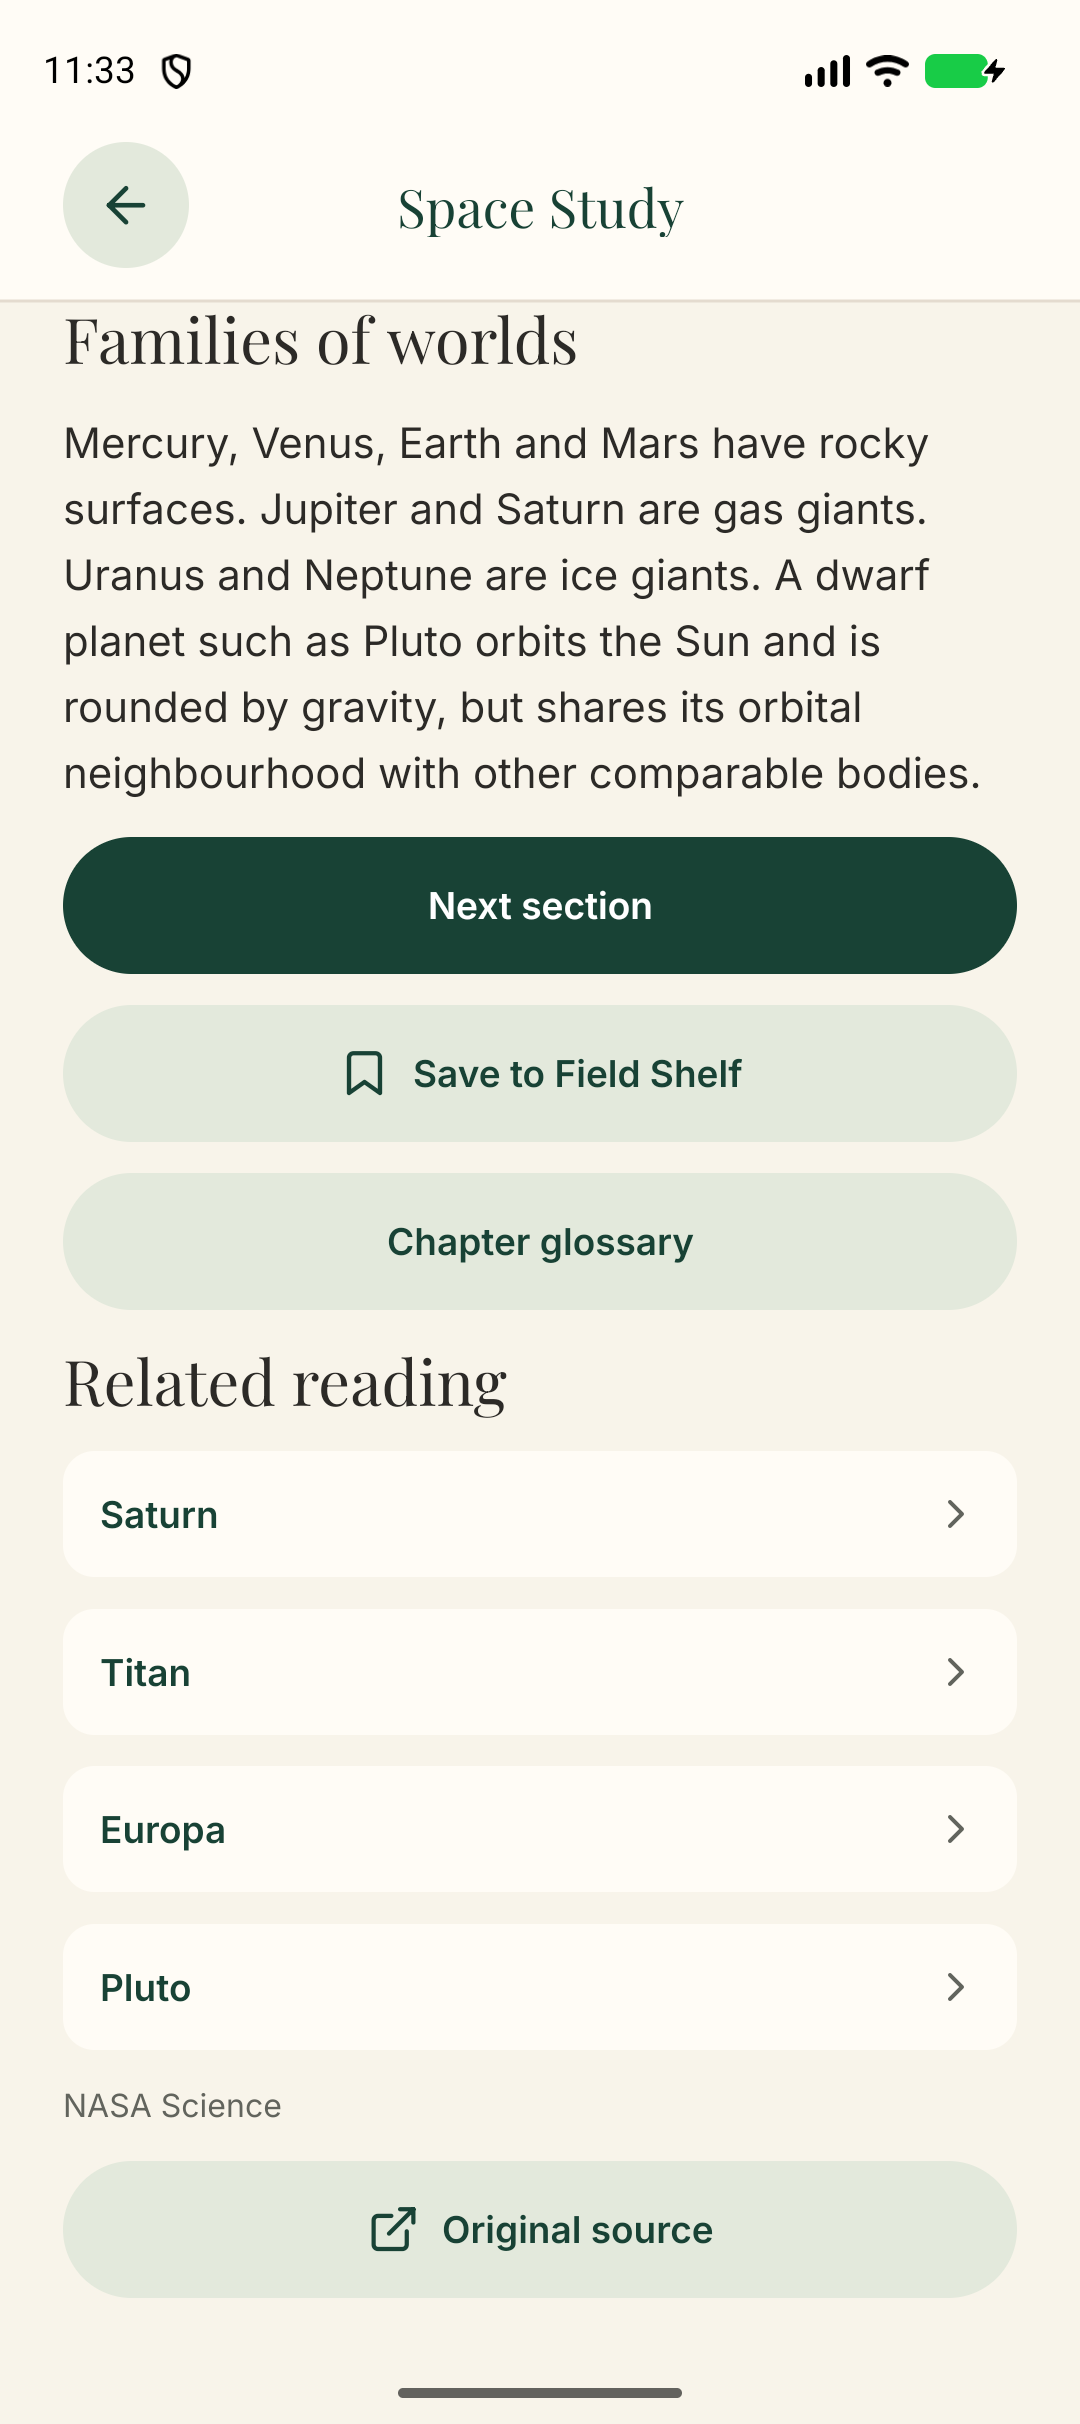 11:33
Space Study
Families of worlds
Mercury, Venus, Earth and Mars have rocky
surfaces. Jupiter and Saturn are gas giants.
Uranus and Neptune are ice giants. A dwarf
planet such as Pluto orbits the Sun and is
rounded by gravity, but shares its orbital
neighbourhood with other comparable bodies.
Next section
Save to Field Shelf
Chapter glossary
Related reading
Saturn
Titan
Europa
Pluto
NASA Science
Original source